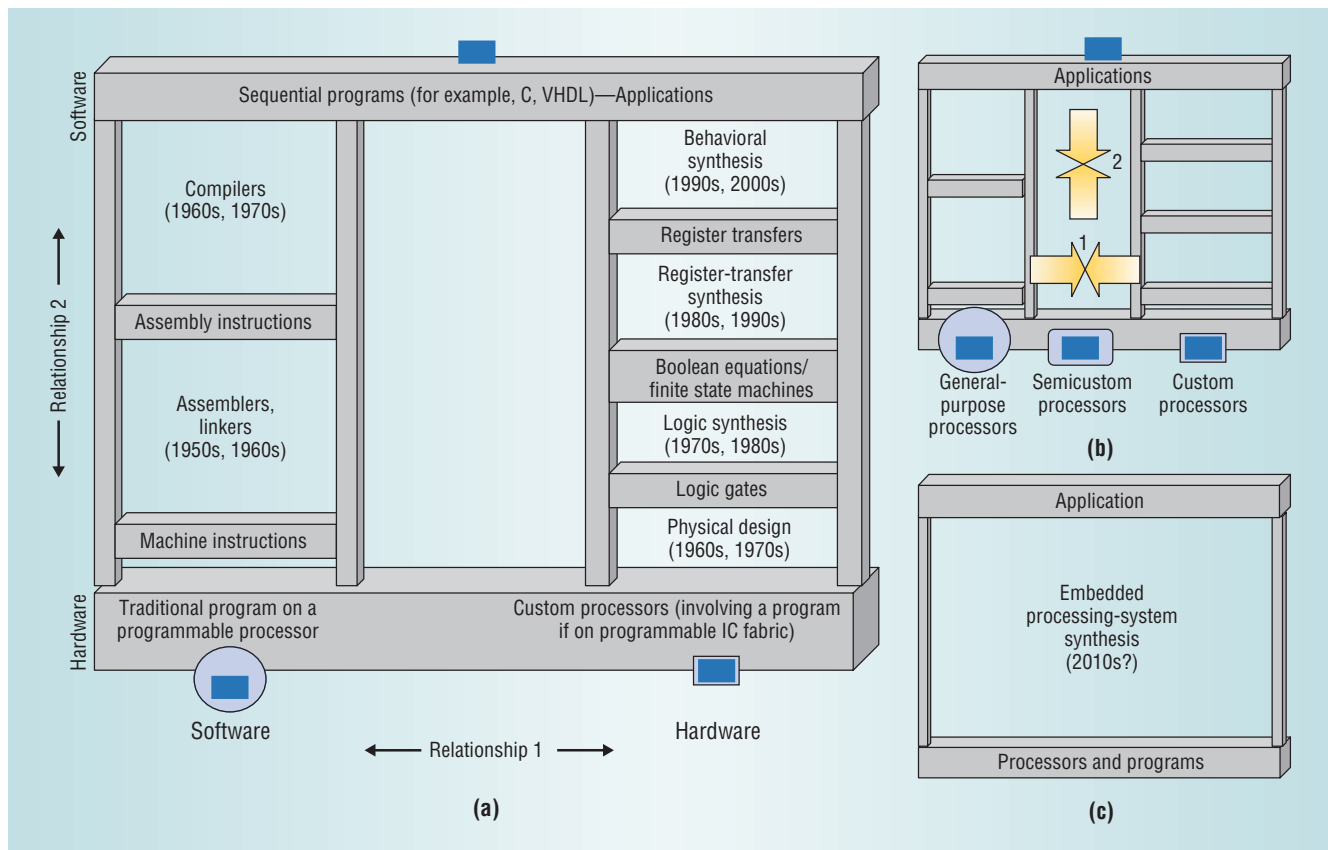 Software
Sequential programs (for example, C, VHDL)—Applications
Compilers
(1960s, 1970s)
Assembly instructions
Assemblers,
linkers
(1950s, 1960s)
Machine instructions
Behavioral
synthesis
(1990s, 2000s)
Register transfers
Register-transfer
synthesis
(1980s, 1990s)
Boolean equations/
finite state machines
Logic synthesis
(1970s, 1980s)
Logic gates
Physical design
(1960s, 1970s)
Relationship 2
Hardware
Traditional program on a
programmable processor
Custom processors (involving a program
if on programmable IC fabric)
Software
Hardware
Relationship 1
(a)
Applications
2
1
General-
purpose
processors
Semicustom
processors
Custom
processors
(b)
Application
Embedded
processing-system
synthesis
(2010s?)
Processors and programs
(c)